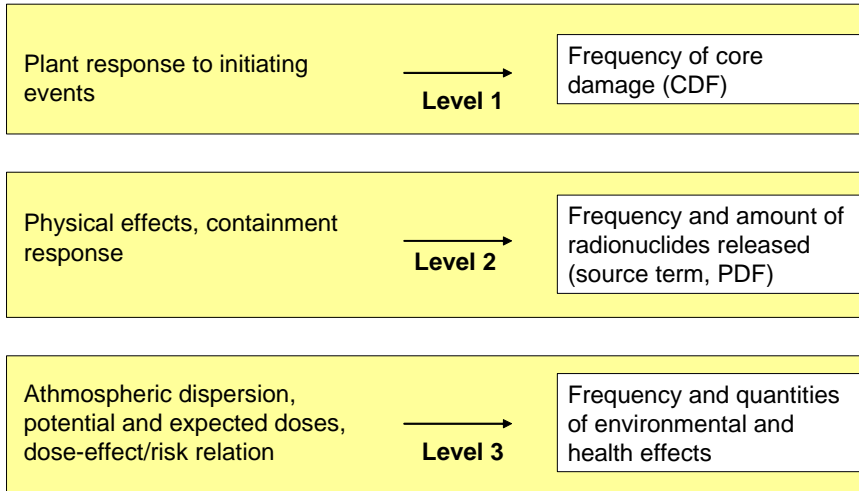 Plant response to initiating
events
Level 1
Frequency of core
damage (CDF)
Physical effects, containment
response
Level 2
Frequency and amount of
radionuclides released
(source term, PDF)
Athmospheric dispersion,
potential and expected doses,
dose-effect/risk relation
Level 3
Frequency and quantities
of environmental and
health effects